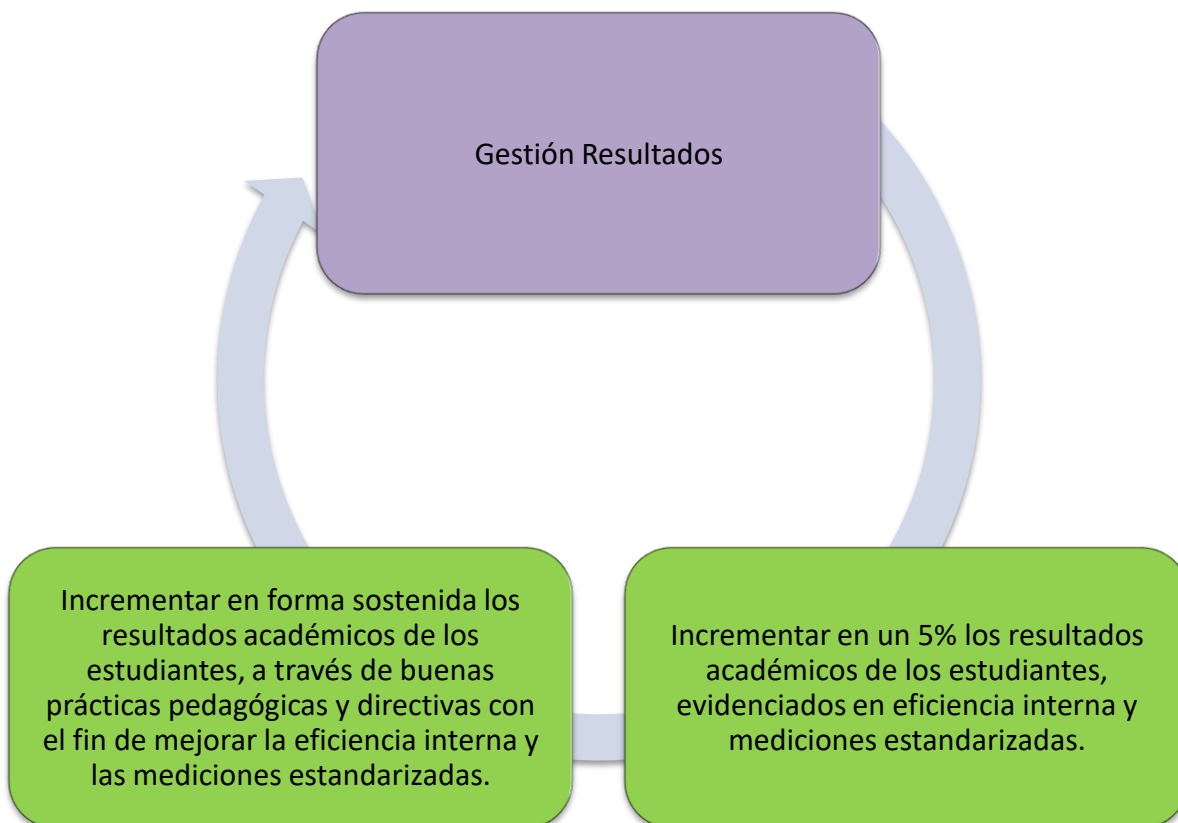 Gestión Resultados
Incrementar en forma sostenida los
resultados académicos de los
estudiantes, a través de buenas
prácticas pedagógicas y directivas con
el fin de mejorar la eficiencia interna y
las mediciones estandarizadas.
Incrementar en un 5% los resultados
académicos de los estudiantes,
evidenciados en eficiencia interna y
mediciones estandarizadas.